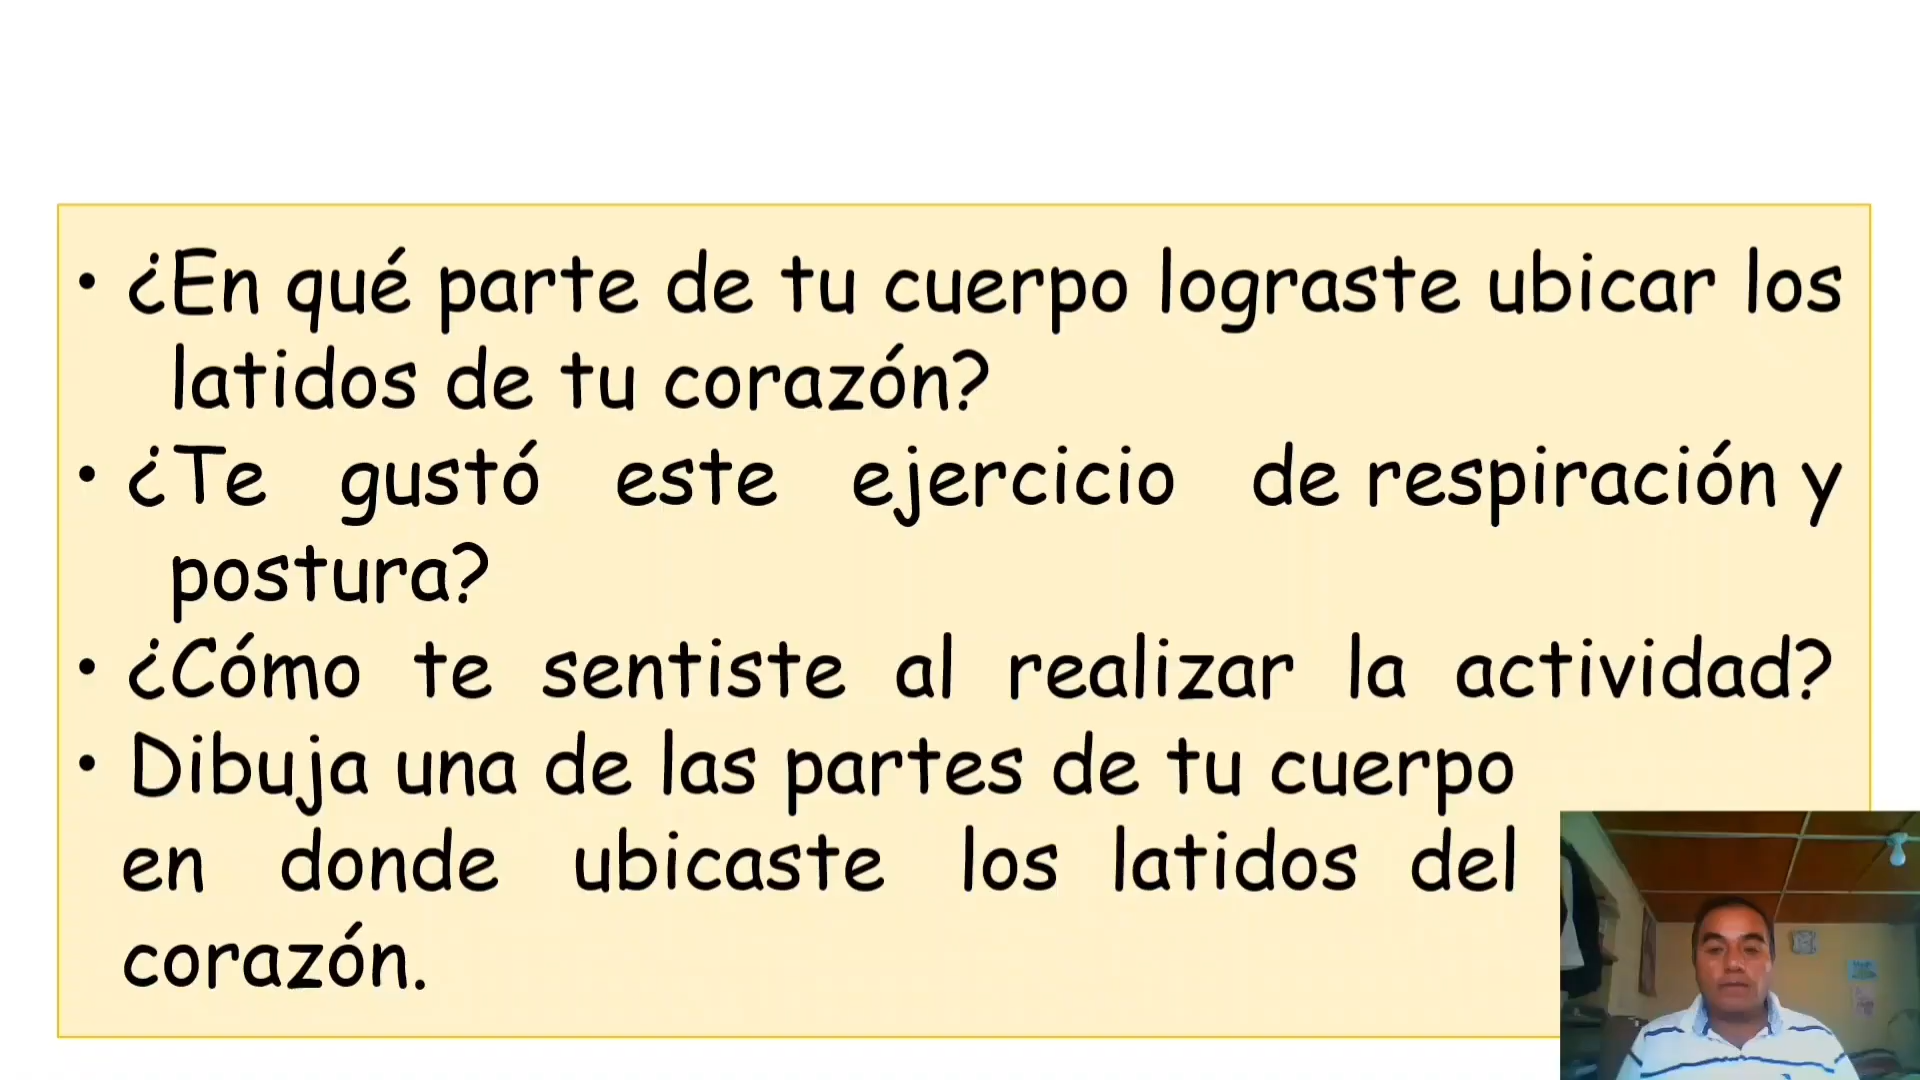 • ¿En qué parte de tu cuerpo lograste ubicar los
latidos de tu corazón?
• ¿Te gustó este ejercicio de respiración y
postura?
• ¿Cómo te sentiste al realizar la actividad?
• Dibuja una de las partes de tu cuerpo
en donde ubicaste los latidos del
corazón.